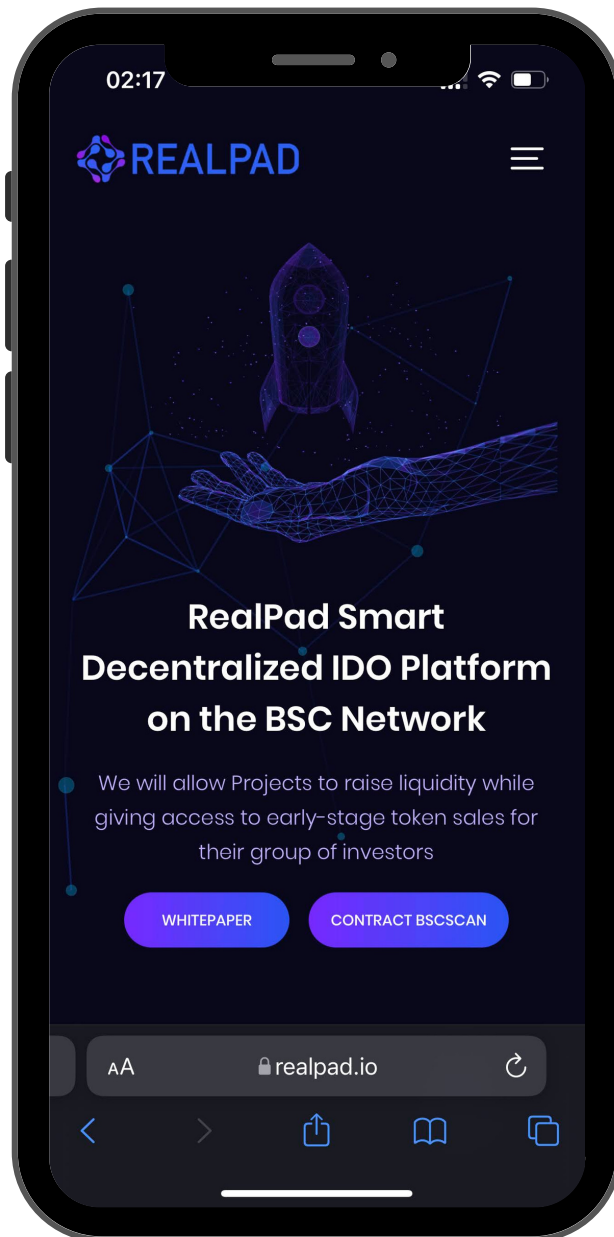 02:17
REALPAD
RealPad Smart
Decentralized IDO Platform
on the BSC Network
We will allow Projects to raise liquidity while
giving access to early-stage token sales for
their group of investors
WHITEPAPER
CONTRACT BSCSCAN
AA
realpad.io